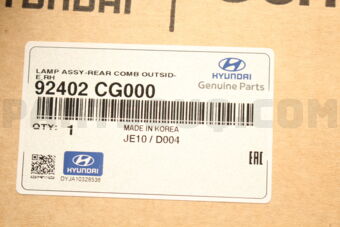 HYUNDAI
LAMP ASSY-REAR COMB OUTSID-
E,RH
92402 CG000
HYUNDAI
Genuine Parts
QTY: 1
MADE IN KOREA
JE10 / D004
HYUNDAI
DYJA10329538
EAC